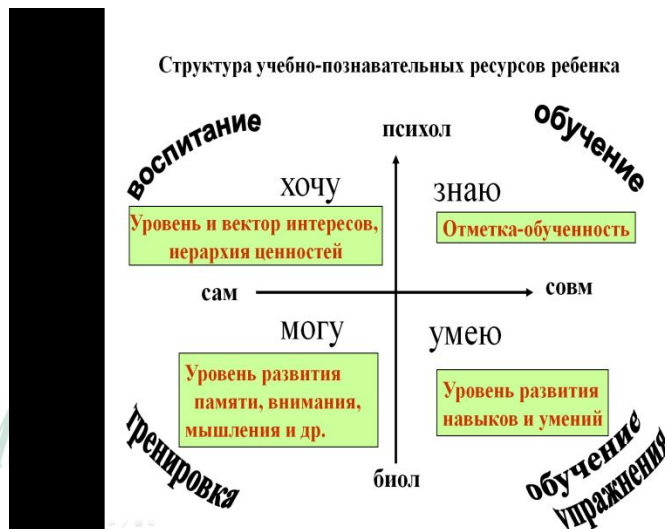 Структура учебно-познавательных ресурсов ребенка
воспитание
обучение
психол
хочу
знаю
Уровень и вектор интересов,
иерархия ценностей
Отметка-обученность
сам
совм
могу
умею
Уровень развития
памяти, внимания,
мышления и др.
Уровень развития
навыков и умений
тренировка
биол
обучение
упражнения